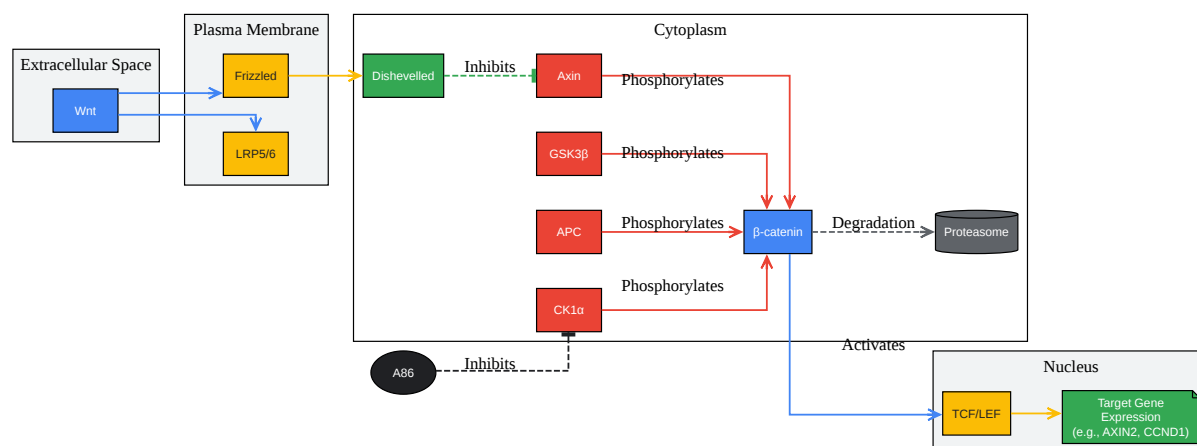 Plasma Membrane
Cytoplasm
Extracellular Space
Wnt
Frizzled
LRP5/6
Dishevelled
Inhibits
Axin
Phosphorylates
GSK3β
Phosphorylates
APC
Phosphorylates
β-catenin
Degradation
Proteasome
CK1α
Phosphorylates
A86
Inhibits
Activates
Nucleus
TCF/LEF
Target Gene
Expression
(e.g., AXIN2, CCND1)